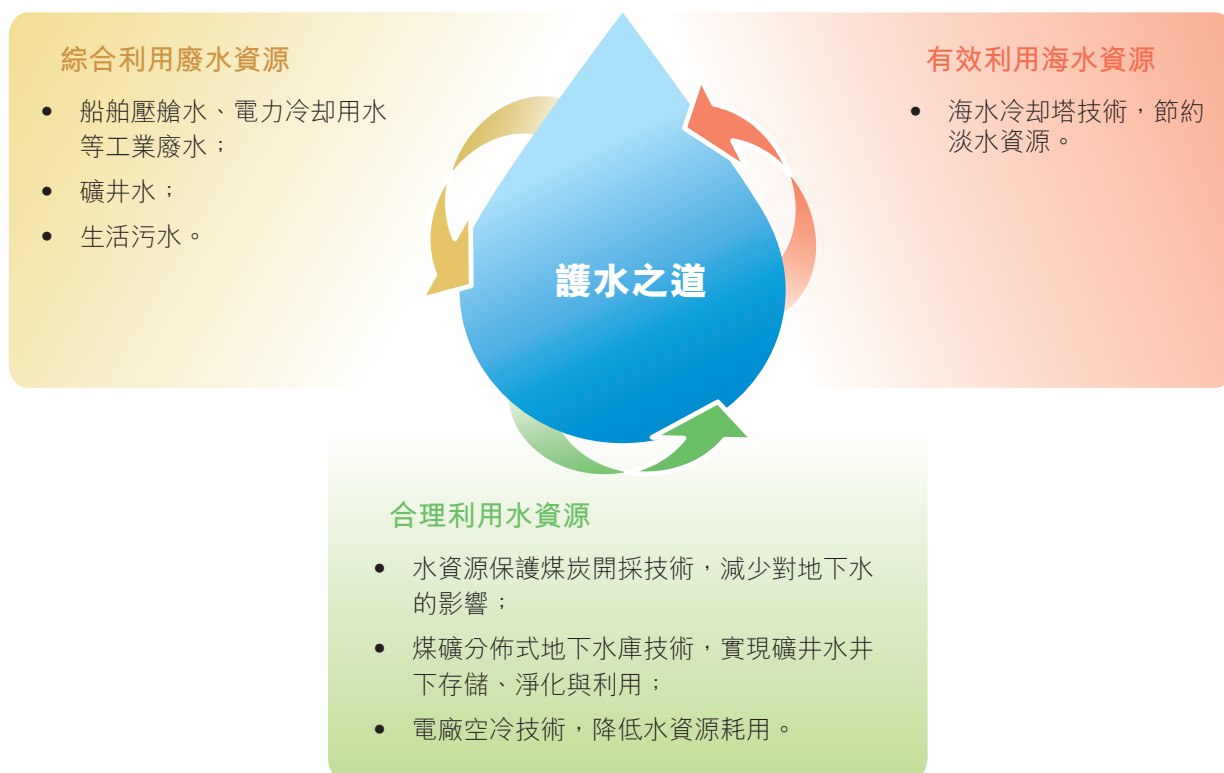 綜合利用廢水資源
• 船舶壓艙水、電力冷却用水
等工業廢水；
• 礦井水；
• 生活污水。
有效利用海水資源
• 海水冷却塔技術，節約
淡水資源。
護水之道
合理利用水資源
• 水資源保護煤炭開採技術，減少對地下水
的影響；
• 煤礦分佈式地下水庫技術，實現礦井水井
下存儲、淨化與利用；
• 電廠空冷技術，降低水資源耗用。